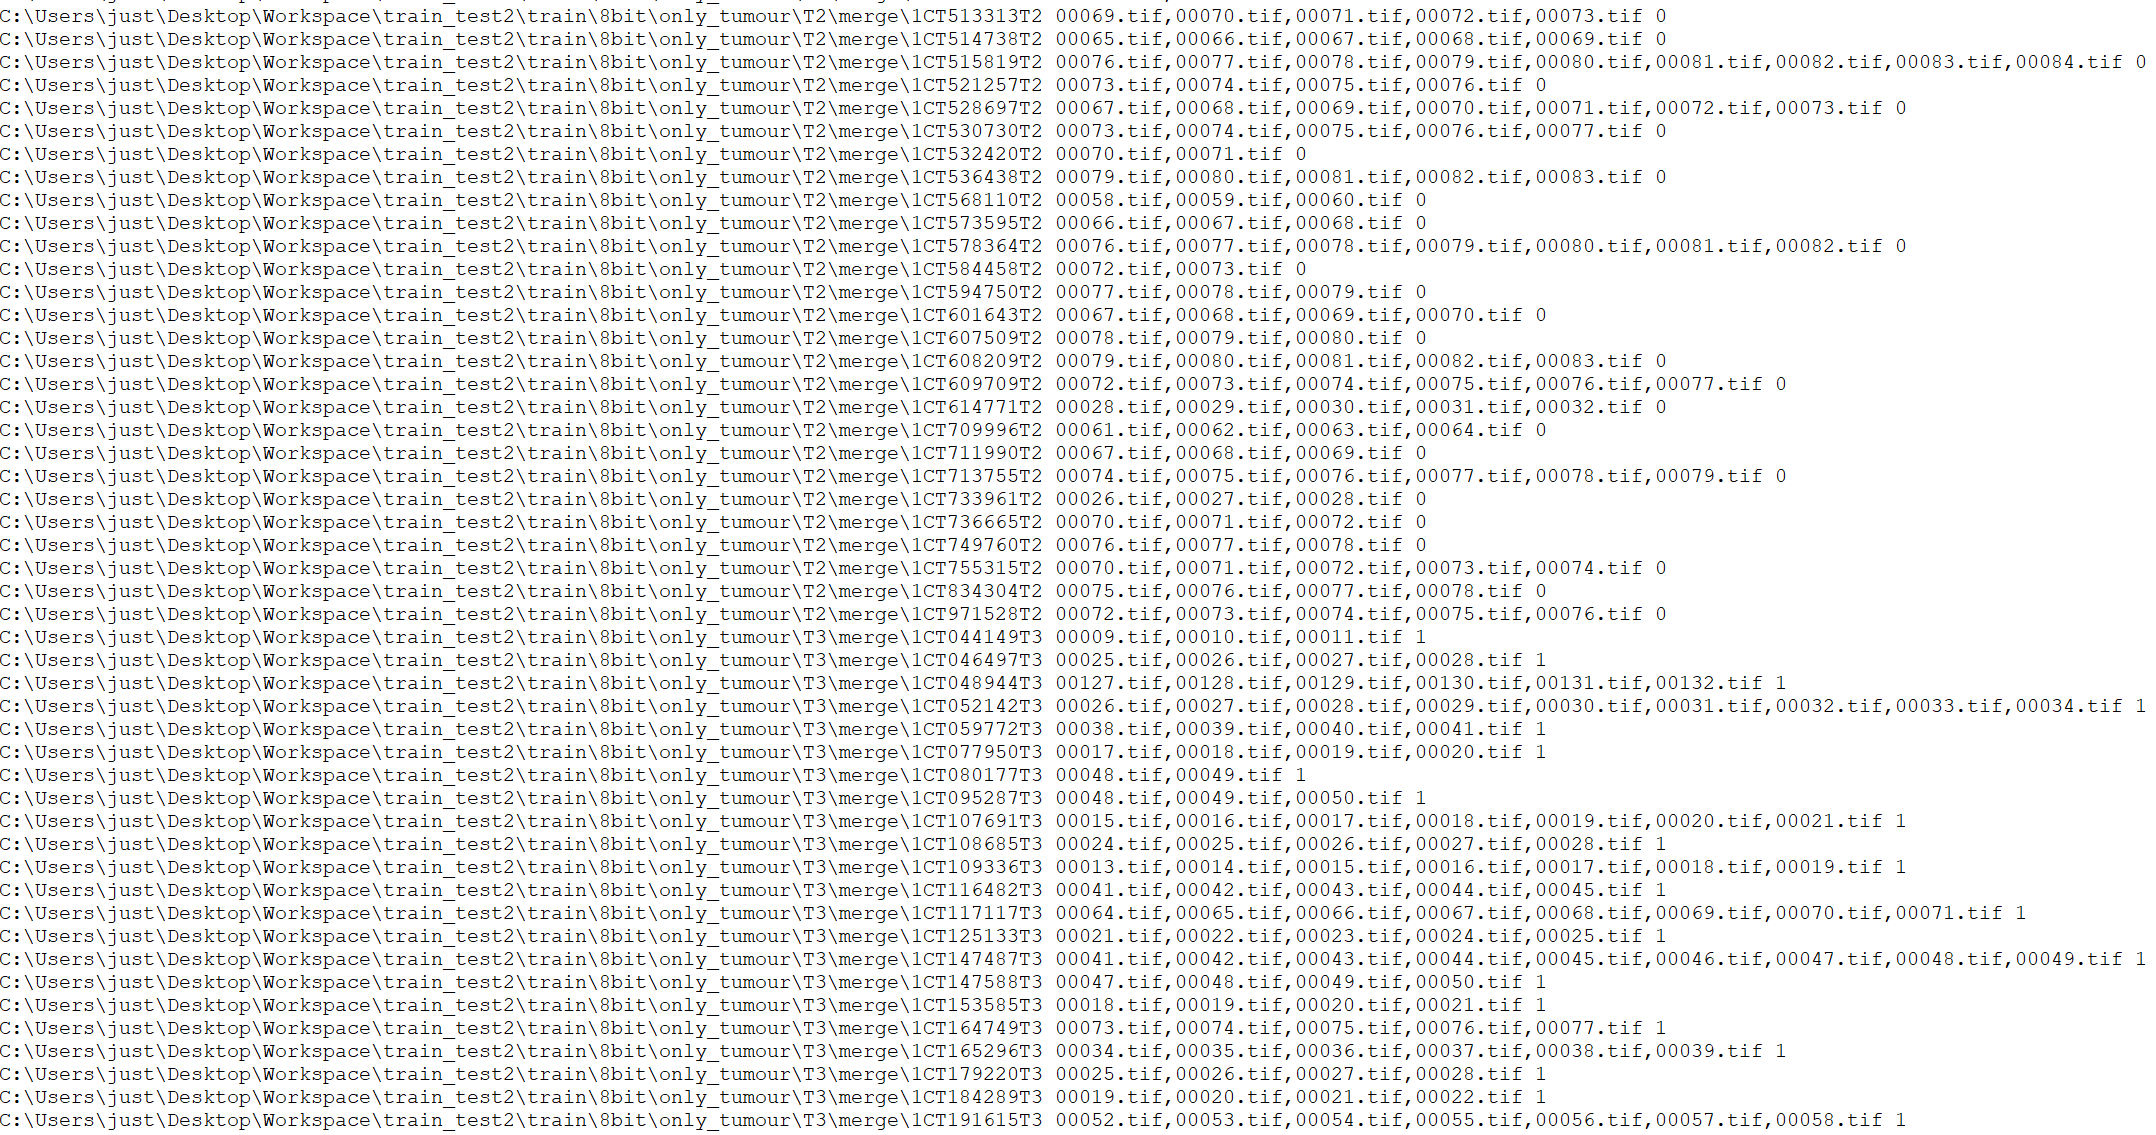 C:\Users\just\Desktop\Workspace\train_test2\train\8bit\only_tumour\T2\merge\1CT513313T2 00069.tif,00070.tif,00071.tif,00072.tif,00073.tif 0
C:\Users\just\Desktop\Workspace\train_test2\train\8bit\only_tumour\T2\merge\1CT514738T2 00065.tif,00066.tif,00067.tif,00068.tif,00069.tif 0
C:\Users\just\Desktop\Workspace\train_test2\train\8bit\only_tumour\T2\merge\1CT515819T2 00076.tif,00077.tif,00078.tif,00079.tif,00080.tif,00081.tif,00082.tif,00083.tif,00084.tif 0
C:\Users\just\Desktop\Workspace\train_test2\train\8bit\only_tumour\T2\merge\1CT521257T2 00073.tif,00074.tif,00075.tif,00076.tif 0
C:\Users\just\Desktop\Workspace\train_test2\train\8bit\only_tumour\T2\merge\1CT528697T2 00067.tif,00068.tif,00069.tif,00070.tif,00071.tif,00072.tif,00073.tif 0
C:\Users\just\Desktop\Workspace\train_test2\train\8bit\only_tumour\T2\merge\1CT530730T2 00073.tif,00074.tif,00075.tif,00076.tif,00077.tif 0
C:\Users\just\Desktop\Workspace\train_test2\train\8bit\only_tumour\T2\merge\1CT532420T2 00070.tif,00071.tif 0
C:\Users\just\Desktop\Workspace\train_test2\train\8bit\only_tumour\T2\merge\1CT536438T2 00079.tif,00080.tif,00081.tif,00082.tif,00083.tif 0
C:\Users\just\Desktop\Workspace\train_test2\train\8bit\only_tumour\T2\merge\1CT568110T2 00058.tif,00059.tif,00060.tif 0
C:\Users\just\Desktop\Workspace\train_test2\train\8bit\only_tumour\T2\merge\1CT573595T2 00066.tif,00067.tif,00068.tif 0
C:\Users\just\Desktop\Workspace\train_test2\train\8bit\only_tumour\T2\merge\1CT578364T2 00076.tif,00077.tif,00078.tif,00079.tif,00080.tif,00081.tif,00082.tif 0
C:\Users\just\Desktop\Workspace\train_test2\train\8bit\only_tumour\T2\merge\1CT584458T2 00072.tif,00073.tif 0
C:\Users\just\Desktop\Workspace\train_test2\train\8bit\only_tumour\T2\merge\1CT594750T2 00077.tif,00078.tif,00079.tif 0
C:\Users\just\Desktop\Workspace\train_test2\train\8bit\only_tumour\T2\merge\1CT601643T2 00067.tif,00068.tif,00069.tif,00070.tif 0
C:\Users\just\Desktop\Workspace\train_test2\train\8bit\only_tumour\T2\merge\1CT607509T2 00078.tif,00079.tif,00080.tif 0
C:\Users\just\Desktop\Workspace\train_test2\train\8bit\only_tumour\T2\merge\1CT608209T2 00079.tif,00080.tif,00081.tif,00082.tif,00083.tif 0
C:\Users\just\Desktop\Workspace\train_test2\train\8bit\only_tumour\T2\merge\1CT609709T2 00072.tif,00073.tif,00074.tif,00075.tif,00076.tif,00077.tif 0
C:\Users\just\Desktop\Workspace\train_test2\train\8bit\only_tumour\T2\merge\1CT614771T2 00028.tif,00029.tif,00030.tif,00031.tif,00032.tif 0
C:\Users\just\Desktop\Workspace\train_test2\train\8bit\only_tumour\T2\merge\1CT709996T2 00061.tif,00062.tif,00063.tif,00064.tif 0
C:\Users\just\Desktop\Workspace\train_test2\train\8bit\only_tumour\T2\merge\1CT711990T2 00067.tif,00068.tif,00069.tif 0
C:\Users\just\Desktop\Workspace\train_test2\train\8bit\only_tumour\T2\merge\1CT713755T2 00074.tif,00075.tif,00076.tif,00077.tif,00078.tif,00079.tif 0
C:\Users\just\Desktop\Workspace\train_test2\train\8bit\only_tumour\T2\merge\1CT733961T2 00026.tif,00027.tif,00028.tif 0
C:\Users\just\Desktop\Workspace\train_test2\train\8bit\only_tumour\T2\merge\1CT736665T2 00070.tif,00071.tif,00072.tif 0
C:\Users\just\Desktop\Workspace\train_test2\train\8bit\only_tumour\T2\merge\1CT749760T2 00076.tif,00077.tif,00078.tif 0
C:\Users\just\Desktop\Workspace\train_test2\train\8bit\only_tumour\T2\merge\1CT755315T2 00070.tif,00071.tif,00072.tif,00073.tif,00074.tif 0
C:\Users\just\Desktop\Workspace\train_test2\train\8bit\only_tumour\T2\merge\1CT834304T2 00075.tif,00076.tif,00077.tif,00078.tif 0
C:\Users\just\Desktop\Workspace\train_test2\train\8bit\only_tumour\T2\merge\1CT971528T2 00072.tif,00073.tif,00074.tif,00075.tif,00076.tif 0
C:\Users\just\Desktop\Workspace\train_test2\train\8bit\only_tumour\T3\merge\1CT044149T3 00009.tif,00010.tif,00011.tif 1
C:\Users\just\Desktop\Workspace\train_test2\train\8bit\only_tumour\T3\merge\1CT046497T3 00025.tif,00026.tif,00027.tif,00028.tif 1
C:\Users\just\Desktop\Workspace\train_test2\train\8bit\only_tumour\T3\merge\1CT048944T3 00127.tif,00128.tif,00129.tif,00130.tif,00131.tif,00132.tif 1
C:\Users\just\Desktop\Workspace\train_test2\train\8bit\only_tumour\T3\merge\1CT052142T3 00026.tif,00027.tif,00028.tif,00029.tif,00030.tif,00031.tif,00032.tif,00033.tif,00034.tif 1
C:\Users\just\Desktop\Workspace\train_test2\train\8bit\only_tumour\T3\merge\1CT059772T3 00038.tif,00039.tif,00040.tif,00041.tif 1
C:\Users\just\Desktop\Workspace\train_test2\train\8bit\only_tumour\T3\merge\1CT077950T3 00017.tif,00018.tif,00019.tif,00020.tif 1
C:\Users\just\Desktop\Workspace\train_test2\train\8bit\only_tumour\T3\merge\1CT080177T3 00048.tif,00049.tif 1
C:\Users\just\Desktop\Workspace\train_test2\train\8bit\only_tumour\T3\merge\1CT095287T3 00048.tif,00049.tif,00050.tif 1
C:\Users\just\Desktop\Workspace\train_test2\train\8bit\only_tumour\T3\merge\1CT107691T3 00015.tif,00016.tif,00017.tif,00018.tif,00019.tif,00020.tif,00021.tif 1
C:\Users\just\Desktop\Workspace\train_test2\train\8bit\only_tumour\T3\merge\1CT108685T3 00024.tif,00025.tif,00026.tif,00027.tif,00028.tif 1
C:\Users\just\Desktop\Workspace\train_test2\train\8bit\only_tumour\T3\merge\1CT109336T3 00013.tif,00014.tif,00015.tif,00016.tif,00017.tif,00018.tif,00019.tif 1
C:\Users\just\Desktop\Workspace\train_test2\train\8bit\only_tumour\T3\merge\1CT116482T3 00041.tif,00042.tif,00043.tif,00044.tif,00045.tif 1
C:\Users\just\Desktop\Workspace\train_test2\train\8bit\only_tumour\T3\merge\1CT117117T3 00064.tif,00065.tif,00066.tif,00067.tif,00068.tif,00069.tif,00070.tif,00071.tif 1
C:\Users\just\Desktop\Workspace\train_test2\train\8bit\only_tumour\T3\merge\1CT125133T3 00021.tif,00022.tif,00023.tif,00024.tif,00025.tif 1
C:\Users\just\Desktop\Workspace\train_test2\train\8bit\only_tumour\T3\merge\1CT147487T3 00041.tif,00042.tif,00043.tif,00044.tif,00045.tif,00046.tif,00047.tif,00048.tif,00049.tif 1
C:\Users\just\Desktop\Workspace\train_test2\train\8bit\only_tumour\T3\merge\1CT147588T3 00047.tif,00048.tif,00049.tif,00050.tif 1
C:\Users\just\Desktop\Workspace\train_test2\train\8bit\only_tumour\T3\merge\1CT153585T3 00018.tif,00019.tif,00020.tif,00021.tif 1
C:\Users\just\Desktop\Workspace\train_test2\train\8bit\only_tumour\T3\merge\1CT164749T3 00073.tif,00074.tif,00075.tif,00076.tif,00077.tif 1
C:\Users\just\Desktop\Workspace\train_test2\train\8bit\only_tumour\T3\merge\1CT165296T3 00034.tif,00035.tif,00036.tif,00037.tif,00038.tif,00039.tif 1
C:\Users\just\Desktop\Workspace\train_test2\train\8bit\only_tumour\T3\merge\1CT179220T3 00025.tif,00026.tif,00027.tif,00028.tif 1
C:\Users\just\Desktop\Workspace\train_test2\train\8bit\only_tumour\T3\merge\1CT184289T3 00019.tif,00020.tif,00021.tif,00022.tif 1
C:\Users\just\Desktop\Workspace\train_test2\train\8bit\only_tumour\T3\merge\1CT191615T3 00052.tif,00053.tif,00054.tif,00055.tif,00056.tif,00057.tif,00058.tif 1